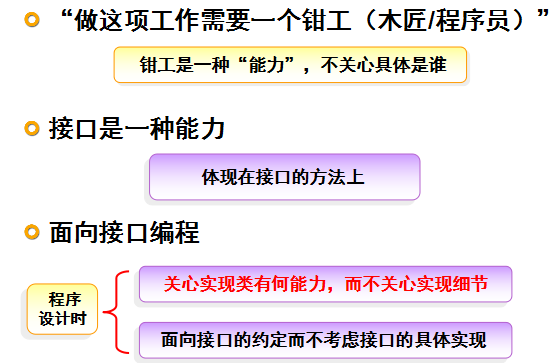 “做这项工作需要一个钳工（木匠/程序员）”
钳工是一种“能力”，不关心具体是谁
接口是一种能力
体现在接口的方法上
面向接口编程
程序
设计时
关心实现类有何能力，而不关心实现细节
面向接口的约定而不考虑接口的具体实现